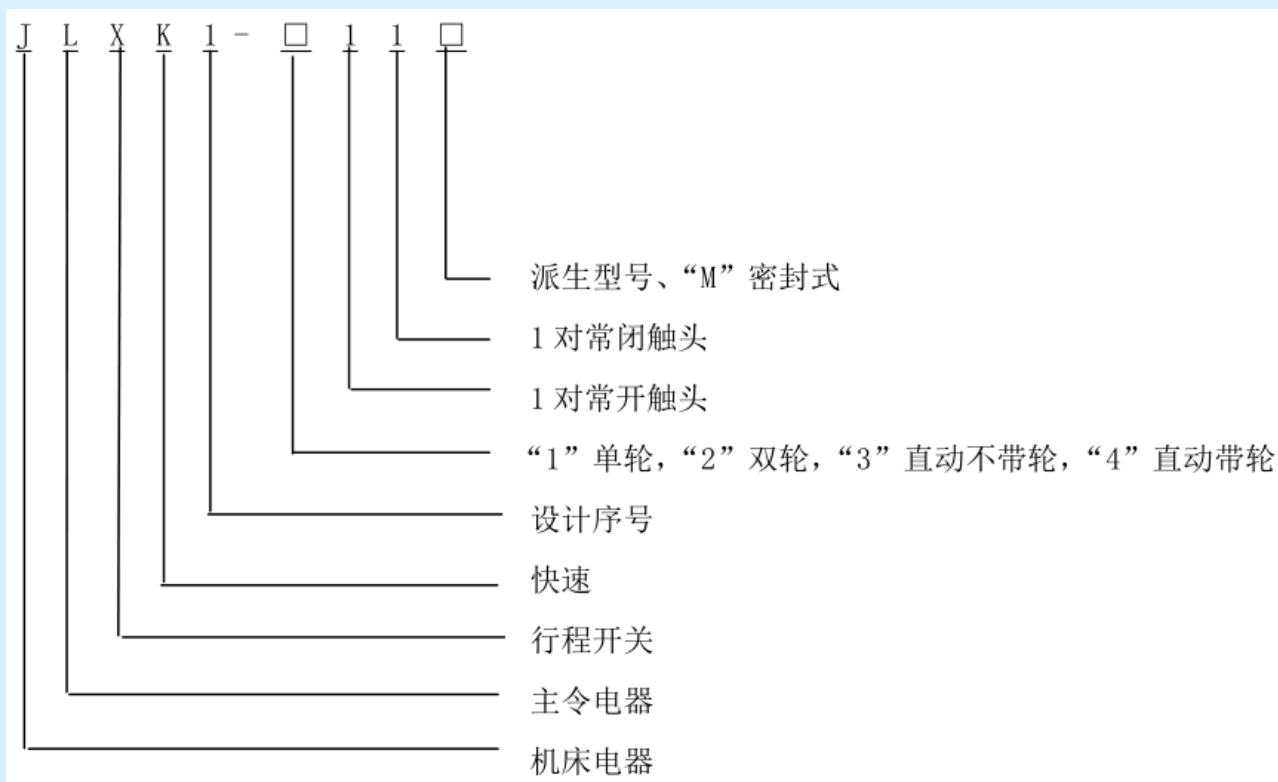 J L X K 1 - □ 1 1 □
派生型号、“M”密封式
1对常闭触头
1对常开触头
“1”单轮，“2”双轮，“3”直动不带轮，“4”直动带轮
设计序号
快速
行程开关
主令电器
机床电器